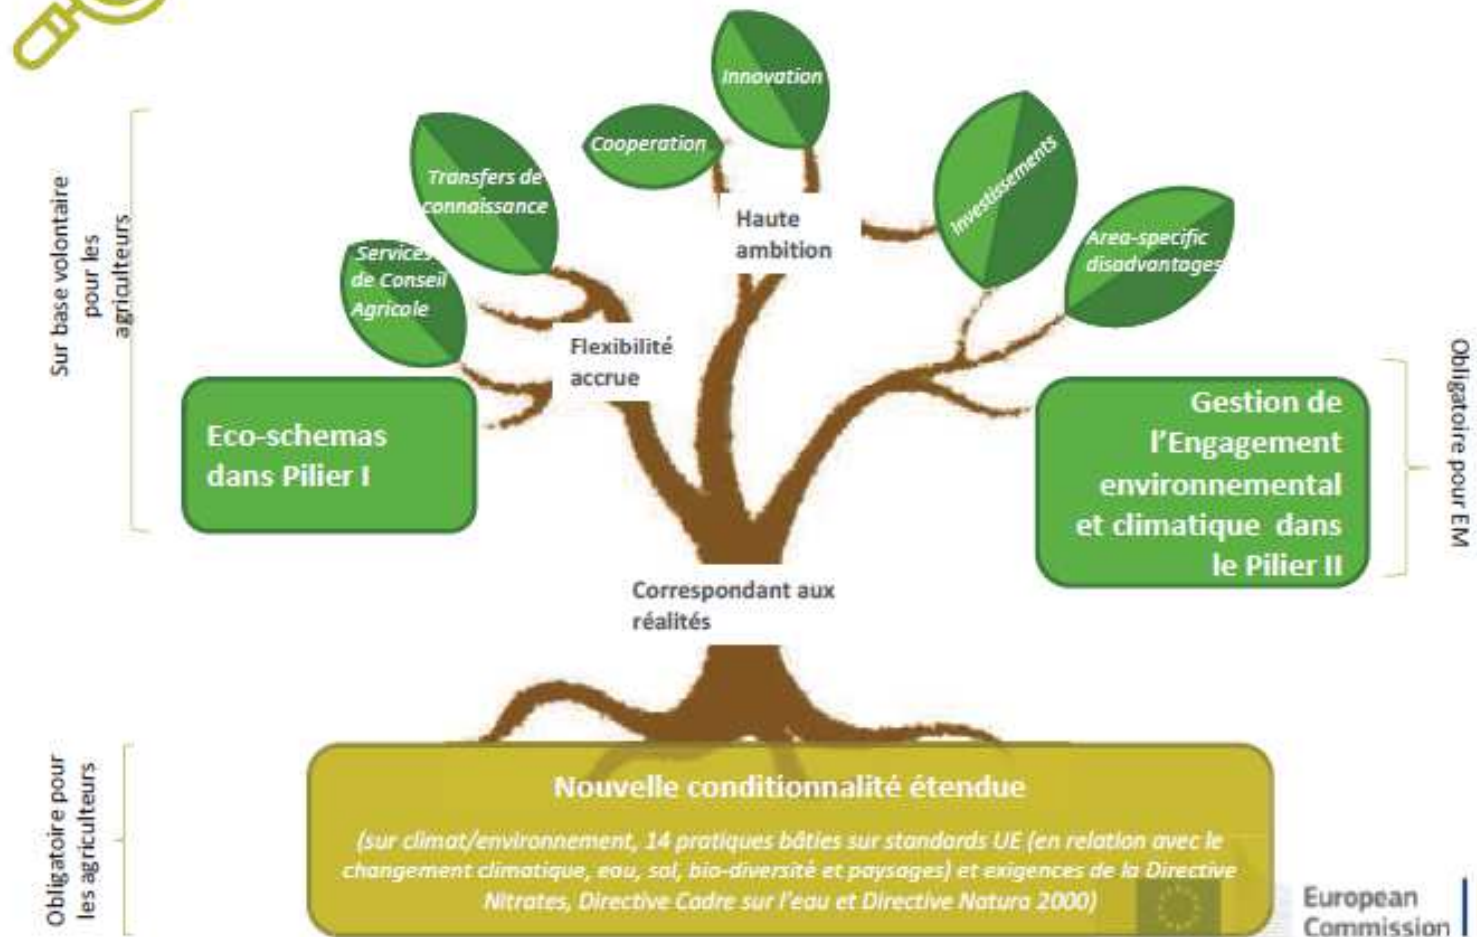 Innovation
Cooperation
Transfers de
connaissance
Investissements
Services
de Conseil
Agricole
Area-specific
disadvantages
Haute
ambition
Flexibilité
accrue
Sur base volontaire
pour les
agriculteurs
Eco-schemas
dans Pilier I
Gestion de
l'Engagement
environnemental
et climatique dans
le Pilier II
Obligatoire pour EM
Correspondant aux
réalités
Obligatoire pour
les agriculteurs
Nouvelle conditionnalité étendue
(sur climat/environnement, 14 pratiques bâties sur standards UE (en relation avec le
changement climatique, eau, sol, bio-diversité et paysages) et exigences de la Directive
Nitrates, Directive Cadre sur l'eau et Directive Natura 2000)
European
Commission